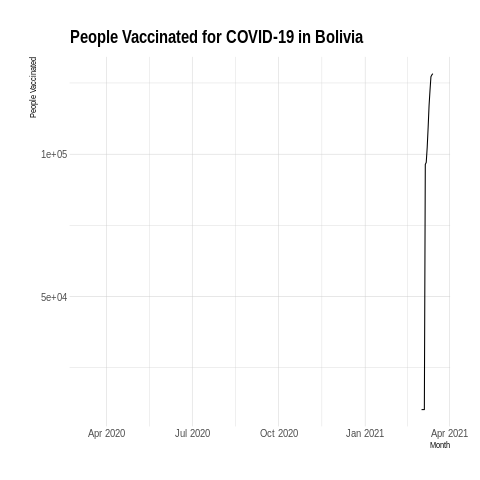 People Vaccinated for COVID-19 in Bolivia
People Vaccinated
1e+05
5e+04
Apr 2020 Jul 2020 Oct 2020 Jan 2021 Apr 2021
Month